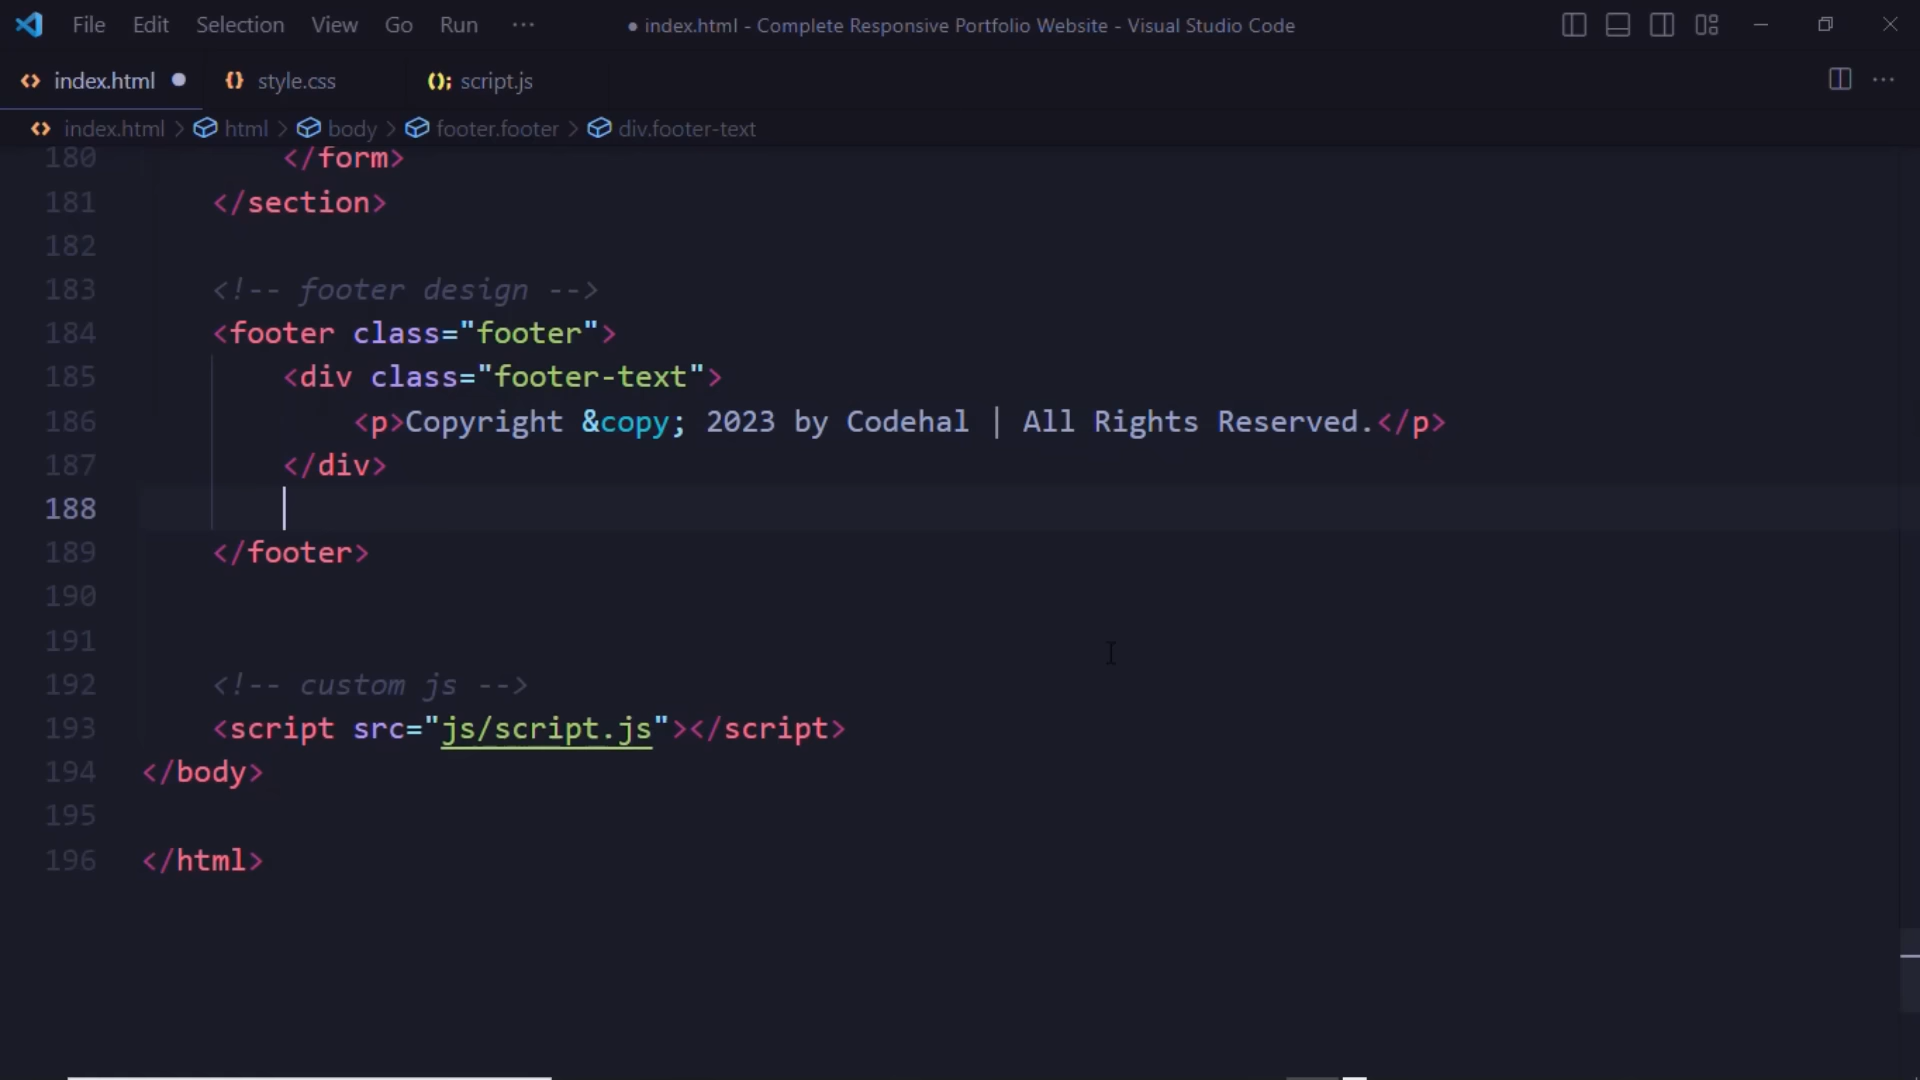 File Edit Selection View Go Run ··· ● index.html - Complete Responsive Portfolio Website - Visual Studio Code
index.html ● {} style.css (); script.js
index.html > html > body > footer.footer > div.footer-text
180 </form>
181 </section>
182
183 <!-- footer design -->
184 <footer class="footer">
185 <div class="footer-text">
186 <p>Copyright &copy; 2023 by Codehal | All Rights Reserved.</p>
187 </div>
188
189 </footer>
190
191
192 <!-- custom js -->
193 <script src="js/script.js"></script>
194 </body>
195
196 </html>